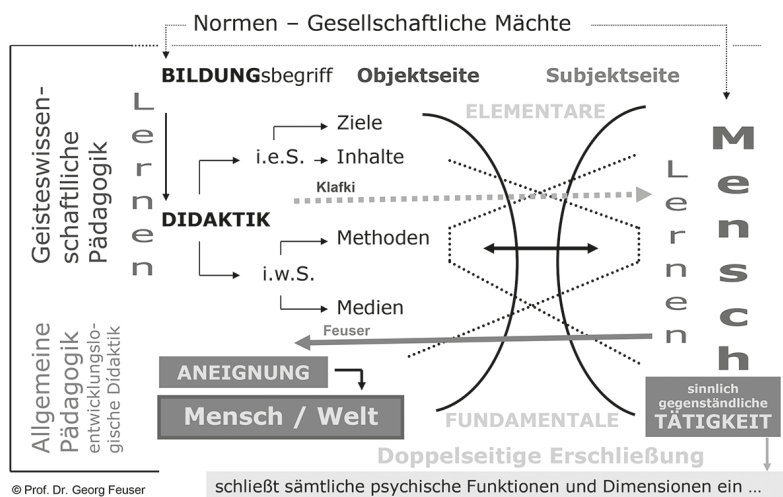 Normen – Gesellschaftliche Mächte
BILDUNGsbegriff Objektseite Subjektseite
ELEMENTARE
Geisteswissen-
schaftlliche
Pädagogik
Lernen
Ziele
i.e.S. Inhalte
Klafki
DIDAKTIK
Methoden
i.w.S.
Medien
Feuser
Lernen
Mensch
Allgemeine
Pädagogik
entwicklungslo-
gische Didaktik
ANEIGNUNG
Mensch / Welt
FUNDAMENTALE
sinnlich
gegenständliche
TÄTIGKEIT
Doppelseitige Erschließung
© Prof. Dr. Georg Feuser
schließt sämtliche psychische Funktionen und Dimensionen ein ...